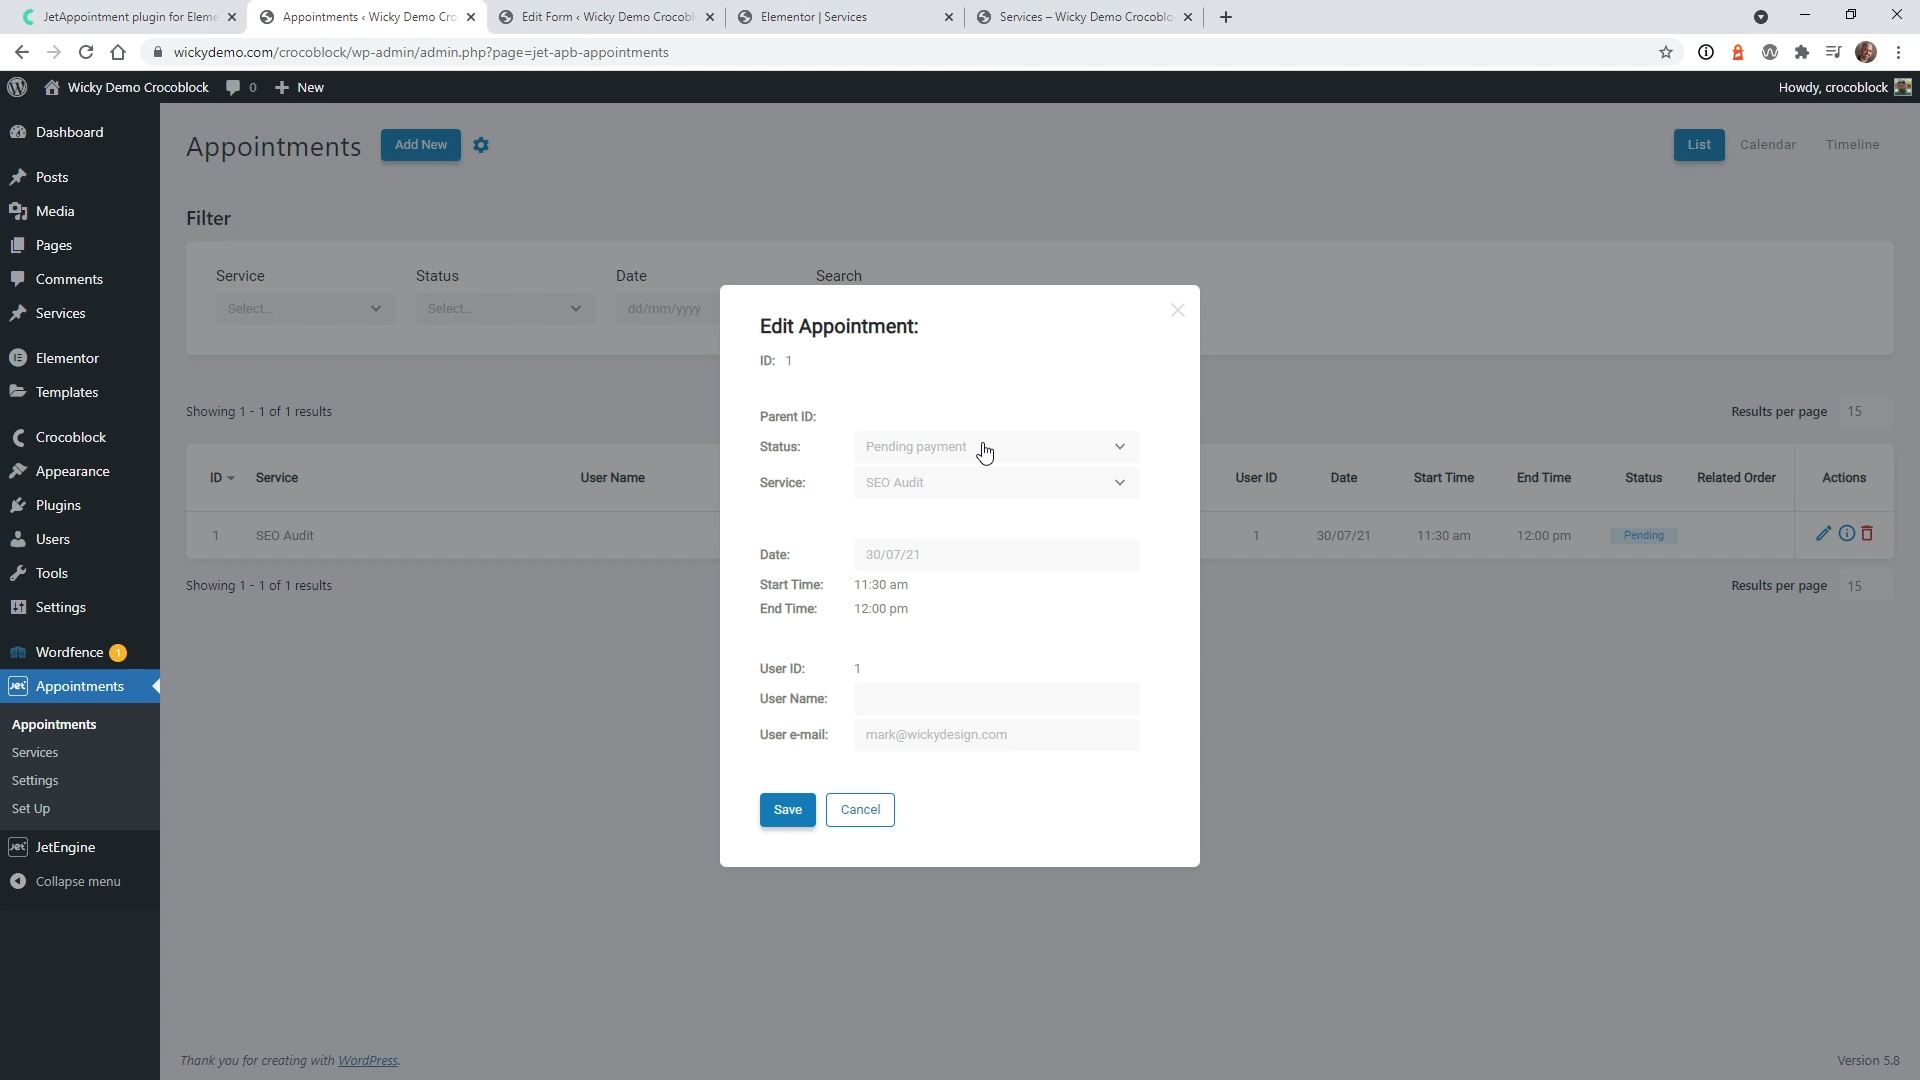 JetAppointment plugin for Eleme
Appointments ‹ Wicky Demo Cro
Edit Form ‹ Wicky Demo Crocobl
Elementor | Services
Services – Wicky Demo Crocoblo
wickydemo.com/crocoblock/wp-admin/admin.php?page=jet-apb-appointments
Wicky Demo Crocoblock
0
New
Howdy, crocoblock
Dashboard
Posts
Media
Pages
Comments
Services
Elementor
Templates
Crocoblock
Appearance
Plugins
Users
Tools
Settings
Wordfence 1
Jet Appointments
Appointments
Services
Settings
Set Up
Jet JetEngine
Collapse menu
Appointments
Add New
List
Calendar
Timeline
Filter
Service
Status
Date
Search
Select...
Select...
dd/mm/yyyy
Showing 1 - 1 of 1 results
Results per page 15
ID
Service
User Name
User ID
Date
Start Time
End Time
Status
Related Order
Actions
1
SEO Audit
1
30/07/21
11:30 am
12:00 pm
Pending
Showing 1 - 1 of 1 results
Results per page 15
Edit Appointment:
ID: 1
Parent ID:
Status: Pending payment
Service: SEO Audit
Date: 30/07/21
Start Time: 11:30 am
End Time: 12:00 pm
User ID: 1
User Name:
User e-mail: mark@wickydesign.com
Save
Cancel
Thank you for creating with WordPress.
Version 5.8